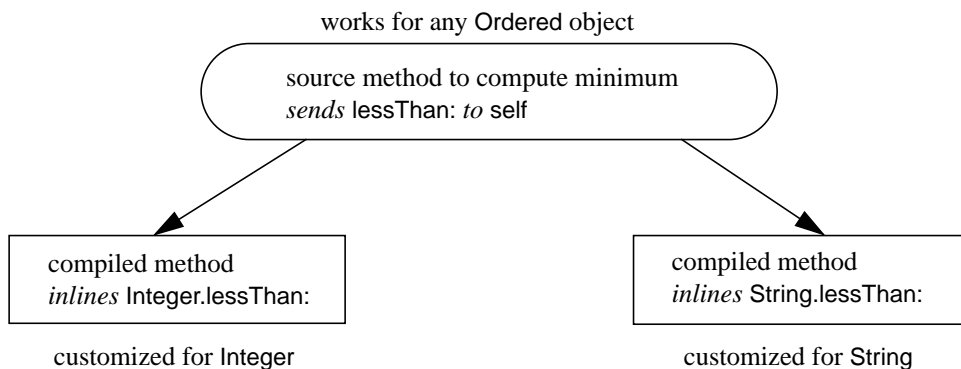 works for any Ordered object
source method to compute minimum
sends lessThan: to self
compiled method
inlines Integer.lessThan:
customized for Integer
compiled method
inlines String.lessThan:
customized for String